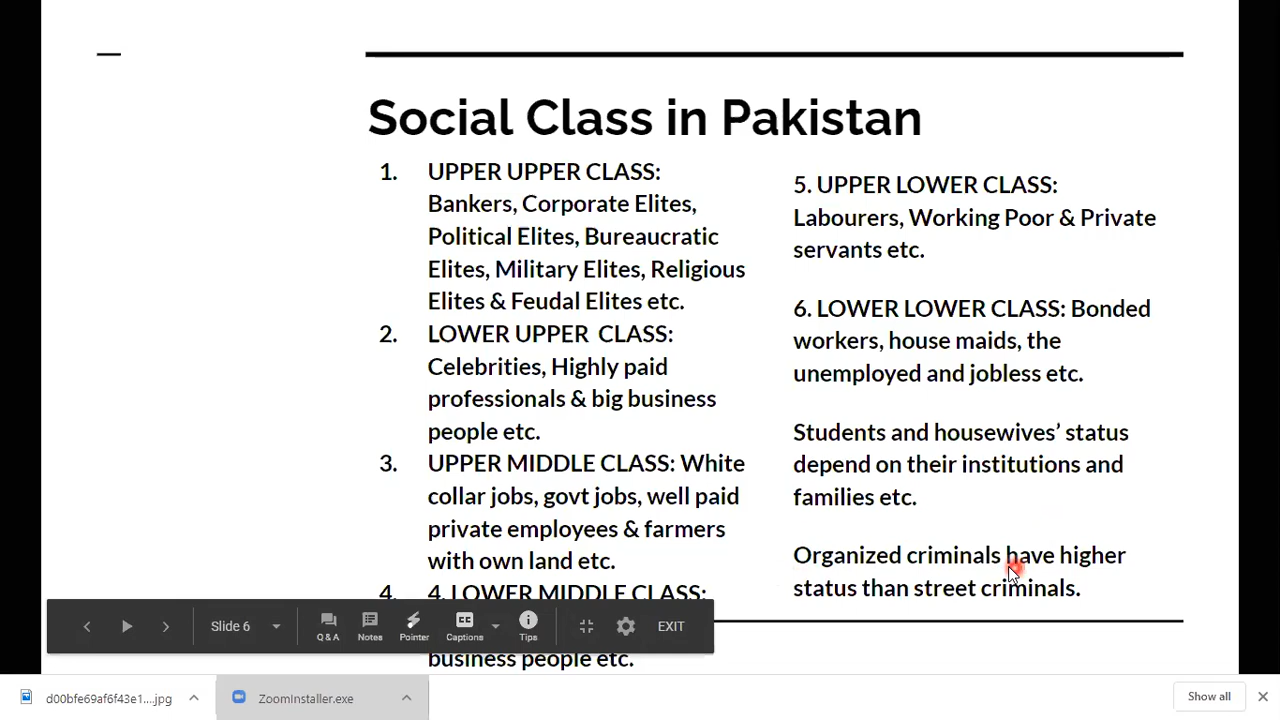 Social Class in Pakistan
1. UPPER UPPER CLASS:
Bankers, Corporate Elites,
Political Elites, Bureaucratic
Elites, Military Elites, Religious
Elites & Feudal Elites etc.
2. LOWER UPPER CLASS:
Celebrities, Highly paid
professionals & big business
people etc.
3. UPPER MIDDLE CLASS: White
collar jobs, govt jobs, well paid
private employees & farmers
with own land etc.
4. 4. LOWER MIDDLE CLASS:
business people etc.
5. UPPER LOWER CLASS:
Labourers, Working Poor & Private
servants etc.
6. LOWER LOWER CLASS: Bonded
workers, house maids, the
unemployed and jobless etc.
Students and housewives’ status
depend on their institutions and
families etc.
Organized criminals have higher
status than street criminals.
Slide 6
Q & A
Notes
Pointer
CC
Captions
Tips
EXIT
d00bfe69af6f43e1....jpg
ZoomInstaller.exe
Show all